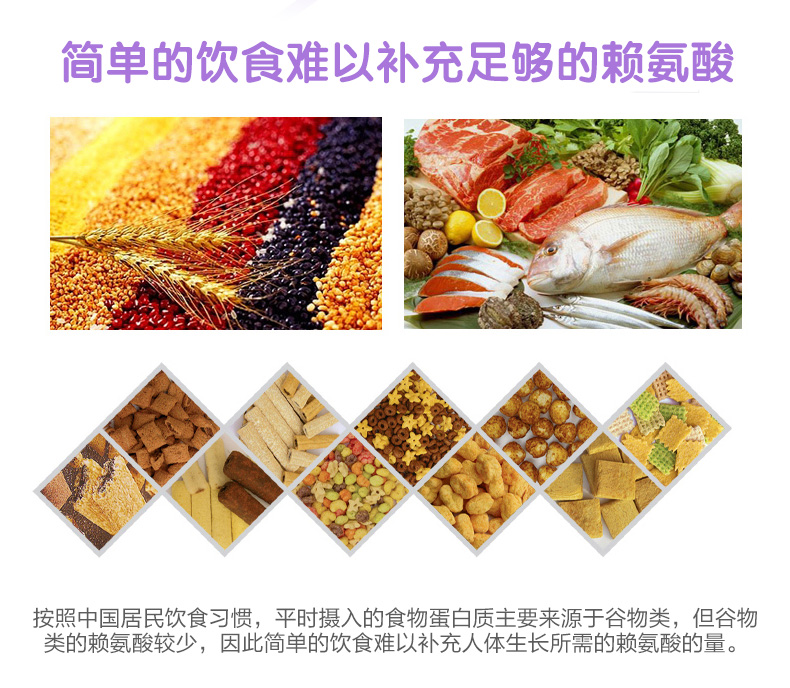 简单的饮食难以补充足够的赖氨酸
按照中国居民饮食习惯，平时摄入的食物蛋白质主要来源于谷物类，但谷物
类的赖氨酸较少，因此简单的饮食难以补充人体生长所需的赖氨酸的量。